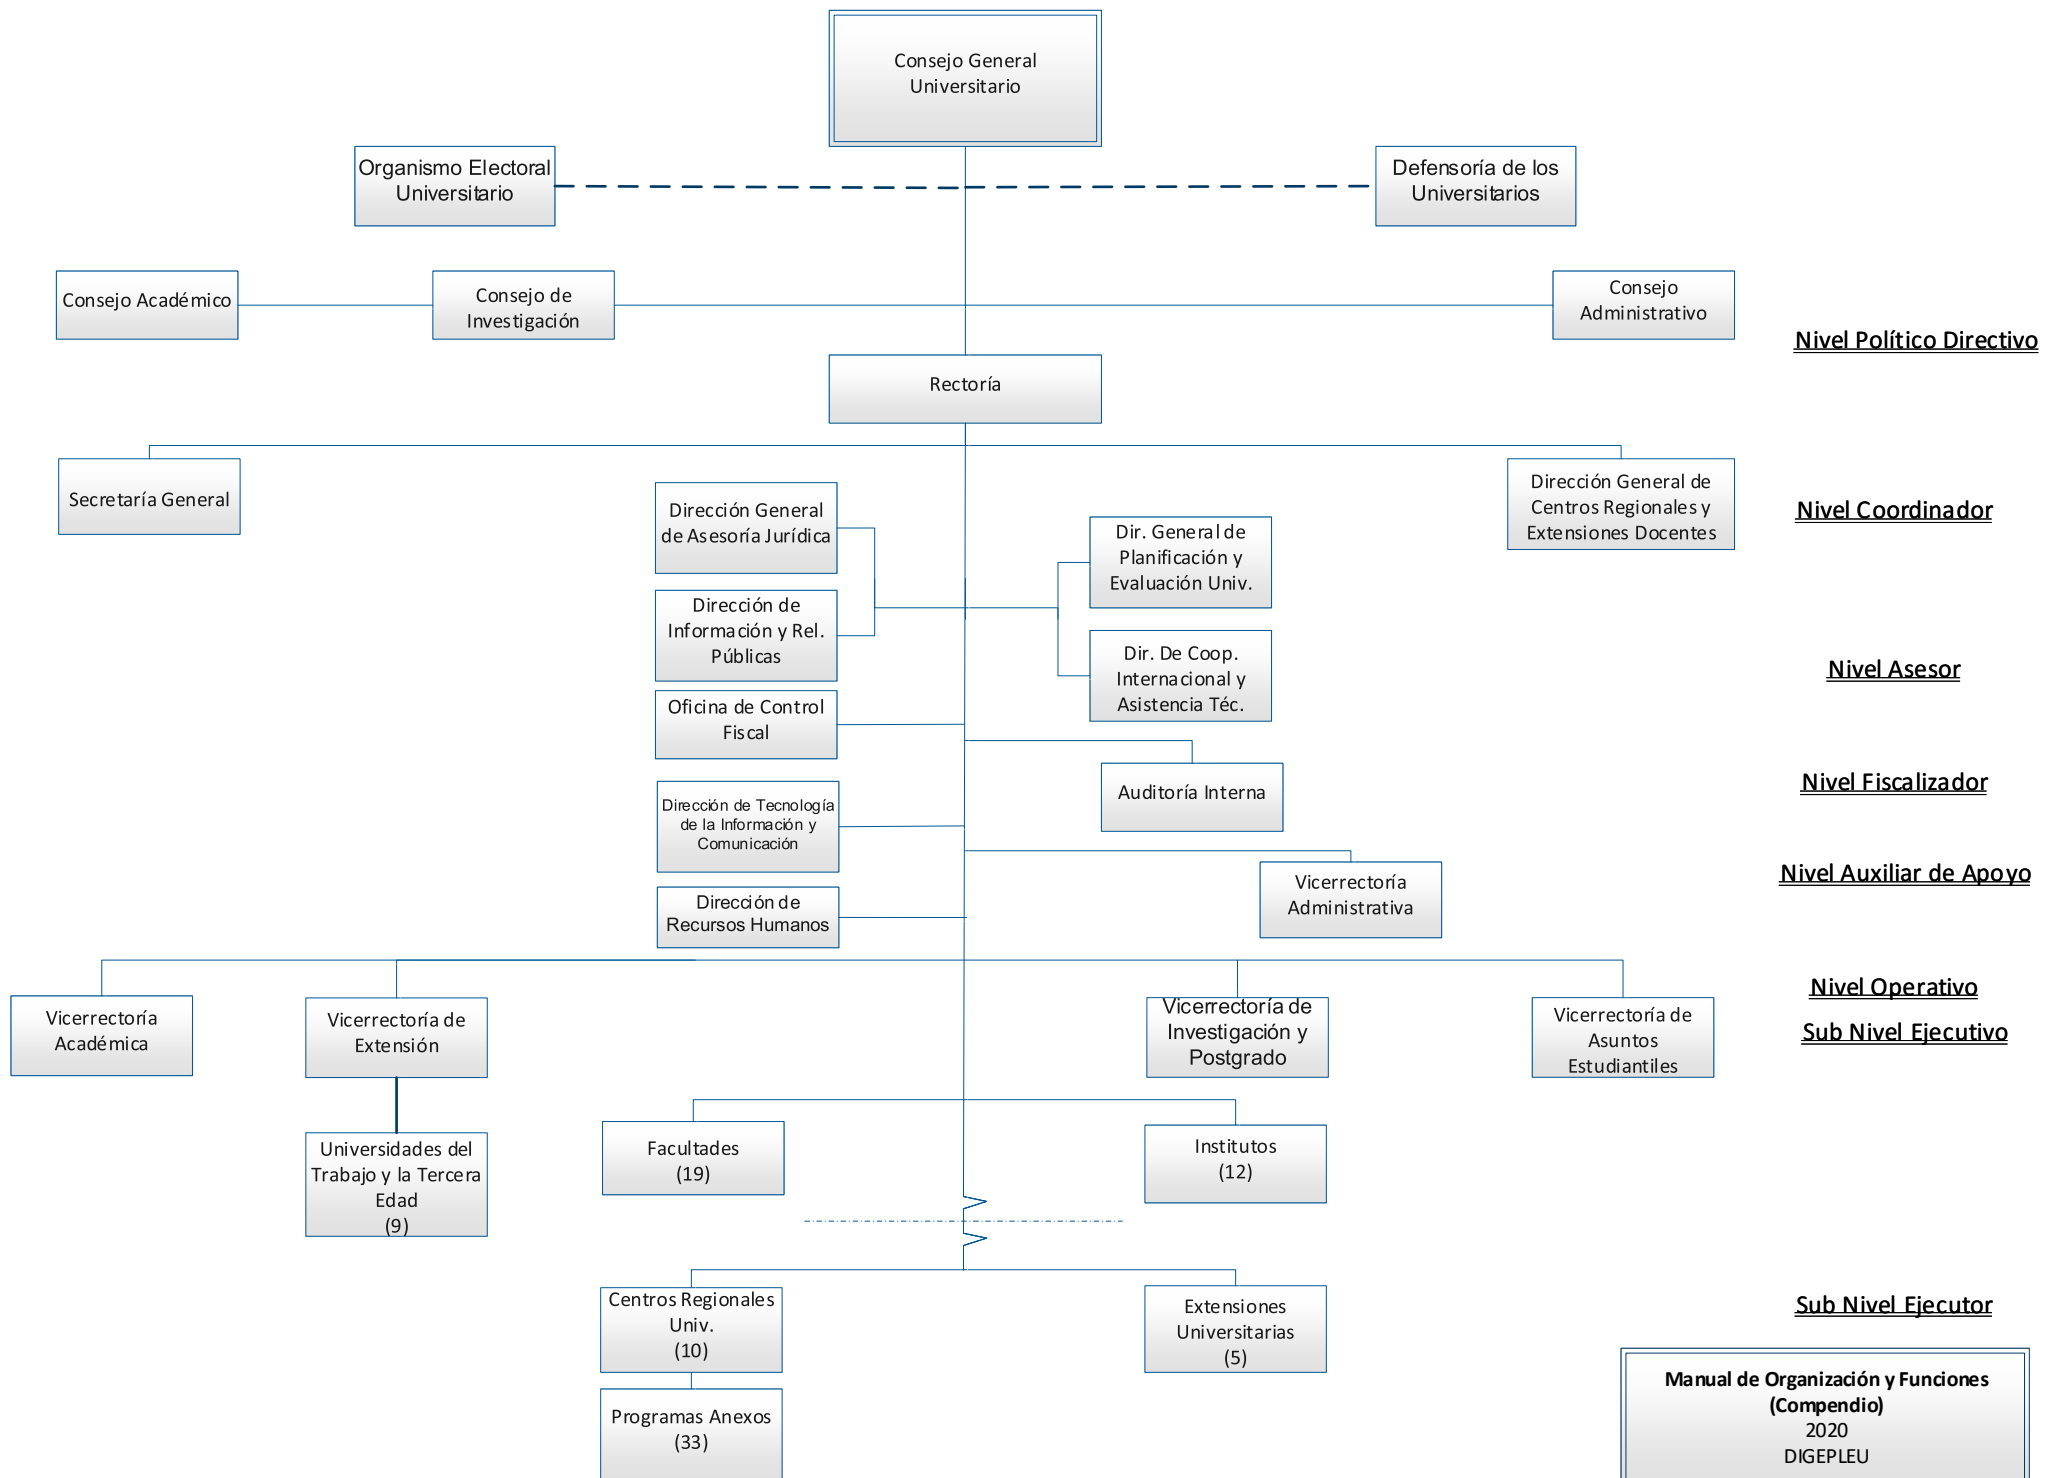 Consejo General
Universitario
Organismo Electoral
Universitario
Defensoría de los
Universitarios
Consejo Académico
Consejo de
Investigación
Consejo
Administrativo
Nivel Político Directivo
Rectoría
Secretaría General
Dirección General
de Asesoría Jurídica
Dir. General de
Planificación y
Evaluación Univ.
Dirección General de
Centros Regionales y
Extensiones Docentes
Nivel Coordinador
Dirección de
Información y Rel.
Públicas
Dir. De Coop.
Internacional y
Asistencia Téc.
Nivel Asesor
Oficina de Control
Fiscal
Auditoría Interna
Nivel Fiscalizador
Dirección de Tecnología
de la Información y
Comunicación
Vicerrectoría
Administrativa
Nivel Auxiliar de Apoyo
Dirección de
Recursos Humanos
Nivel Operativo
Vicerrectoría
Académica
Vicerrectoría de
Extensión
Vicerrectoría de
Investigación y
Postgrado
Vicerrectoría de
Asuntos
Estudiantiles
Sub Nivel Ejecutivo
Universidades del
Trabajo y la Tercera
Edad
(9)
Facultades
(19)
Institutos
(12)
Centros Regionales
Univ.
(10)
Extensiones
Universitarias
(5)
Sub Nivel Ejecutor
Programas Anexos
(33)
Manual de Organización y Funciones
(Compendio)
2020
DIGEPLEU